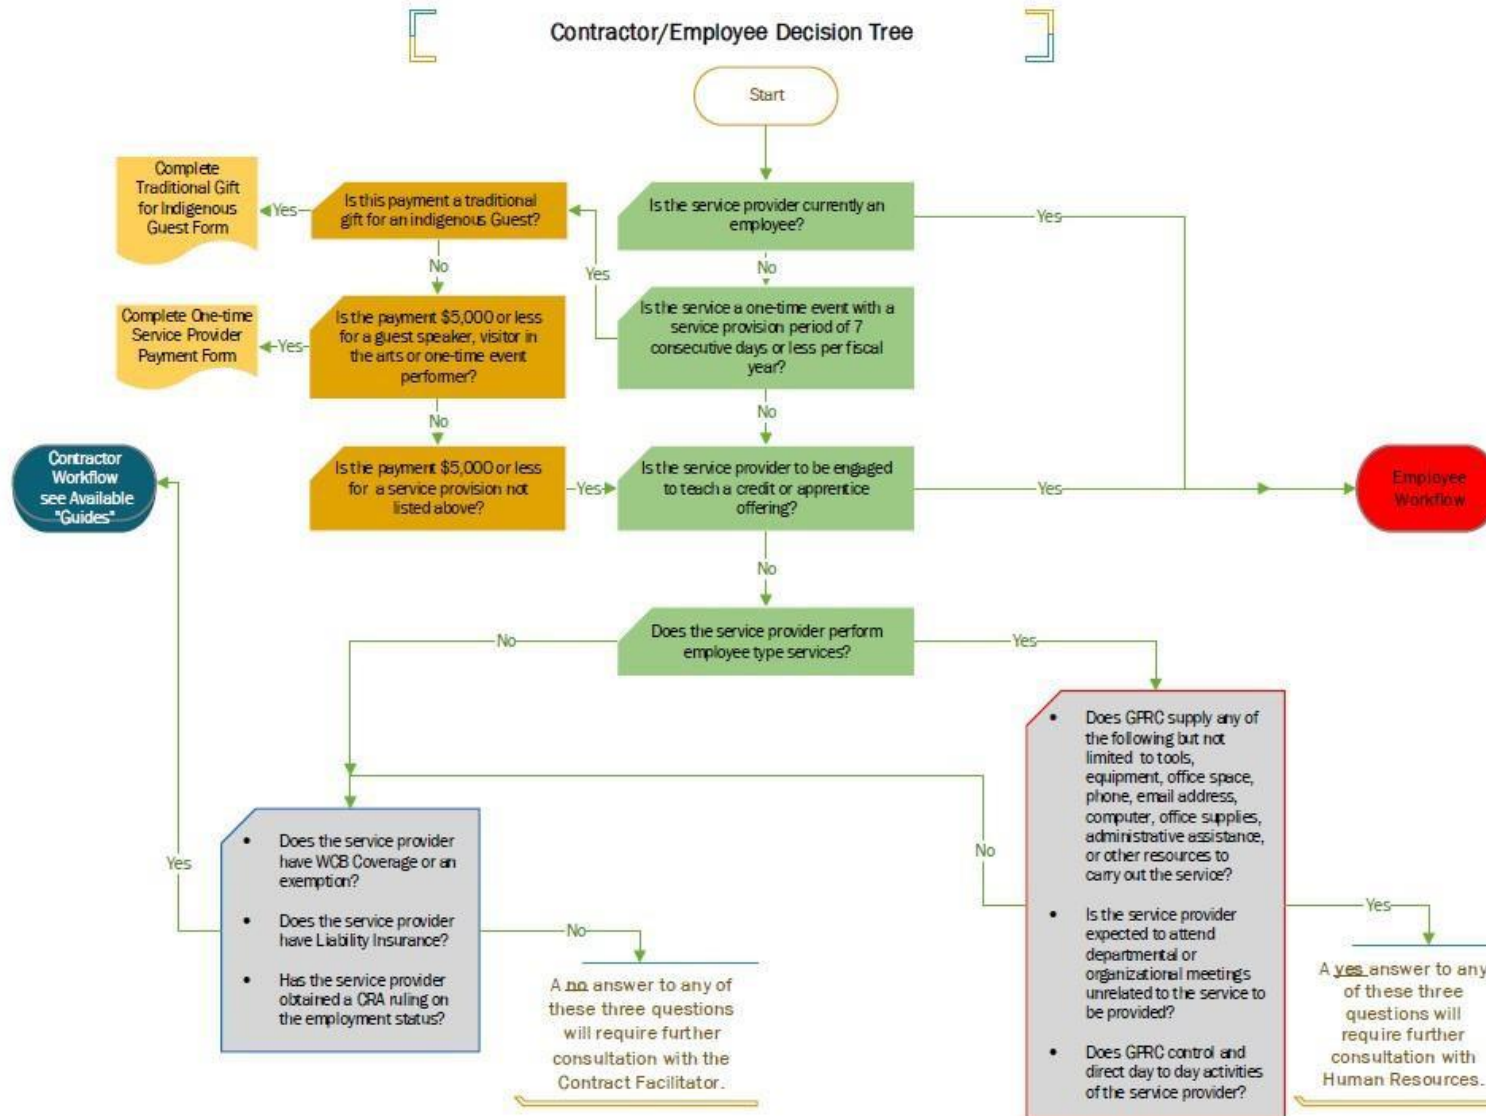 Contractor/Employee Decision Tree
Start
Complete
Traditional Gift
for Indigenous
Guest Form
Yes
Is this payment a traditional
gift for an indigenous Guest?
Is the service provider currently an
employee?
Yes
No
Yes
No
Complete One-time
Service Provider
Payment Form
Yes
Is the payment $5,000 or less
for a guest speaker, visitor in
the arts or one-time event
performer?
Is the service a one-time event with a
service provision period of 7
consecutive days or less per fiscal
year?
No
No
Contractor
Workflow
see Available
"Guides"
Is the payment $5,000 or less
for a service provision not
listed above?
Yes
Is the service provider to be engaged
to teach a credit or apprentice
offering?
Yes
Employee
Workflow
No
No
Does the service provider perform
employee type services?
Yes
• Does GPRC supply any of
the following but not
limited to tools,
equipment, office space,
phone, email address,
computer, office supplies,
administrative assistance,
or other resources to
carry out the service?
• Is the service provider
expected to attend
departmental or
organizational meetings
unrelated to the service to
be provided?
• Does GPRC control and
direct day to day activities
of the service provider?
No
Yes
Yes
• Does the service provider
have WCB Coverage or an
exemption?
• Does the service provider
have Liability Insurance?
• Has the service provider
obtained a CRA ruling on
the employment status?
No
A no answer to any of
these three questions
will require further
consultation with the
Contract Facilitator.
A yes answer to any
of these three
questions will
require further
consultation with
Human Resources.